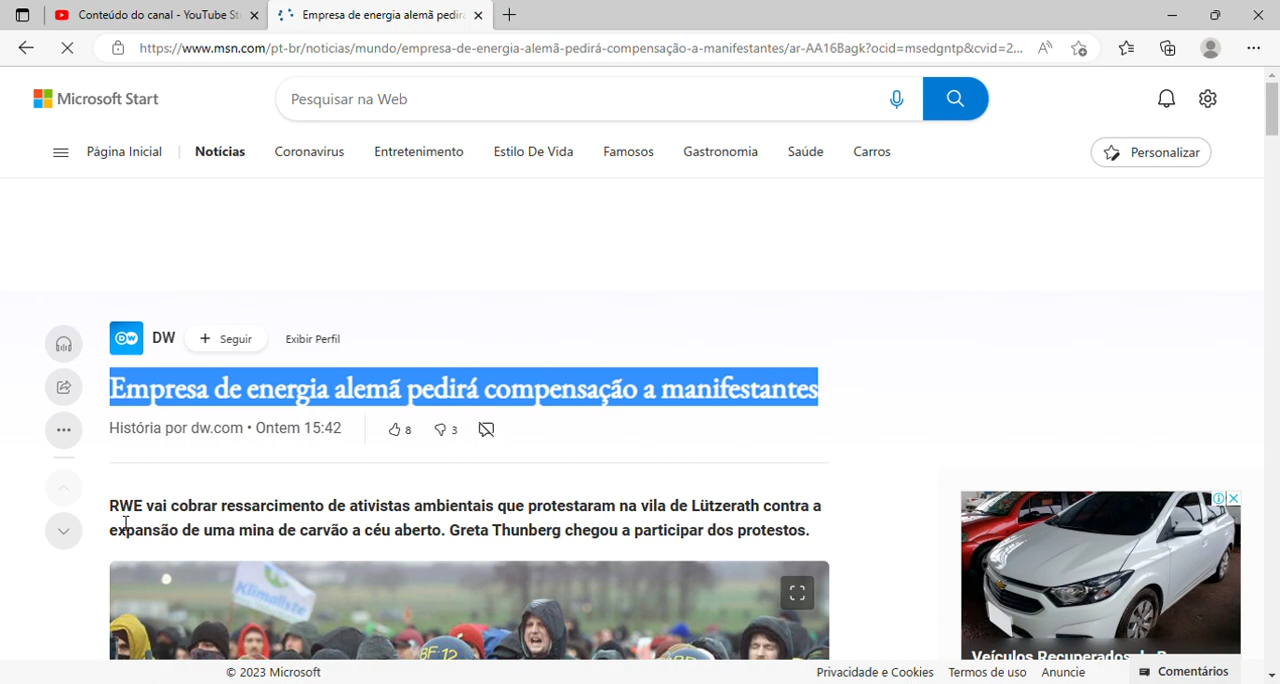 Conteúdo do canal - YouTube St
Empresa de energia alemã pedirá
https://www.msn.com/pt-br/noticias/mundo/empresa-de-energia-alemã-pedirá-compensação-a-manifestantes/ar-AA16Bagk?ocid=msedgntp&cvid=2...
Microsoft Start
Pesquisar na Web
Página Inicial
Notícias
Coronavírus
Entretenimento
Estilo De Vida
Famosos
Gastronomia
Saúde
Carros
Personalizar
DW
+ Seguir
Exibir Perfil
Empresa de energia alemã pedirá compensação a manifestantes
História por dw.com • Ontem 15:42
8
3
RWE vai cobrar ressarcimento de ativistas ambientais que protestaram na vila de Lützerath contra a
expansão de uma mina de carvão a céu aberto. Greta Thunberg chegou a participar dos protestos.
Klimaliste
BF-12
© 2023 Microsoft
Privacidade e Cookies
Termos de uso
Anuncie
Comentários